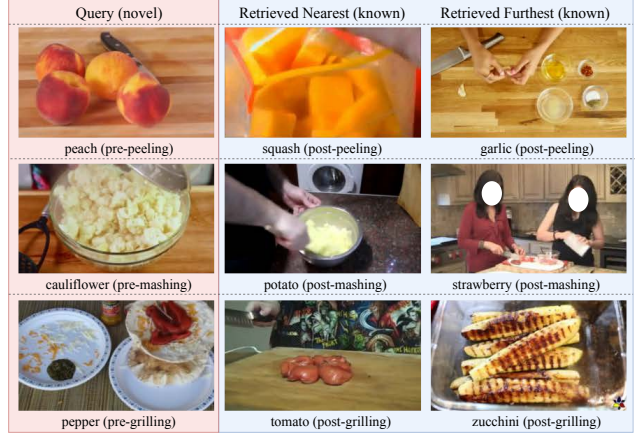 Query (novel) Retrieved Nearest (known) Retrieved Furthest (known)
peach (pre-peeling) squash (post-peeling) garlic (post-peeling)
cauliflower (pre-mashing) potato (post-mashing) strawberry (post-mashing)
pepper (pre-grilling) tomato (post-grilling) zucchini (post-grilling)